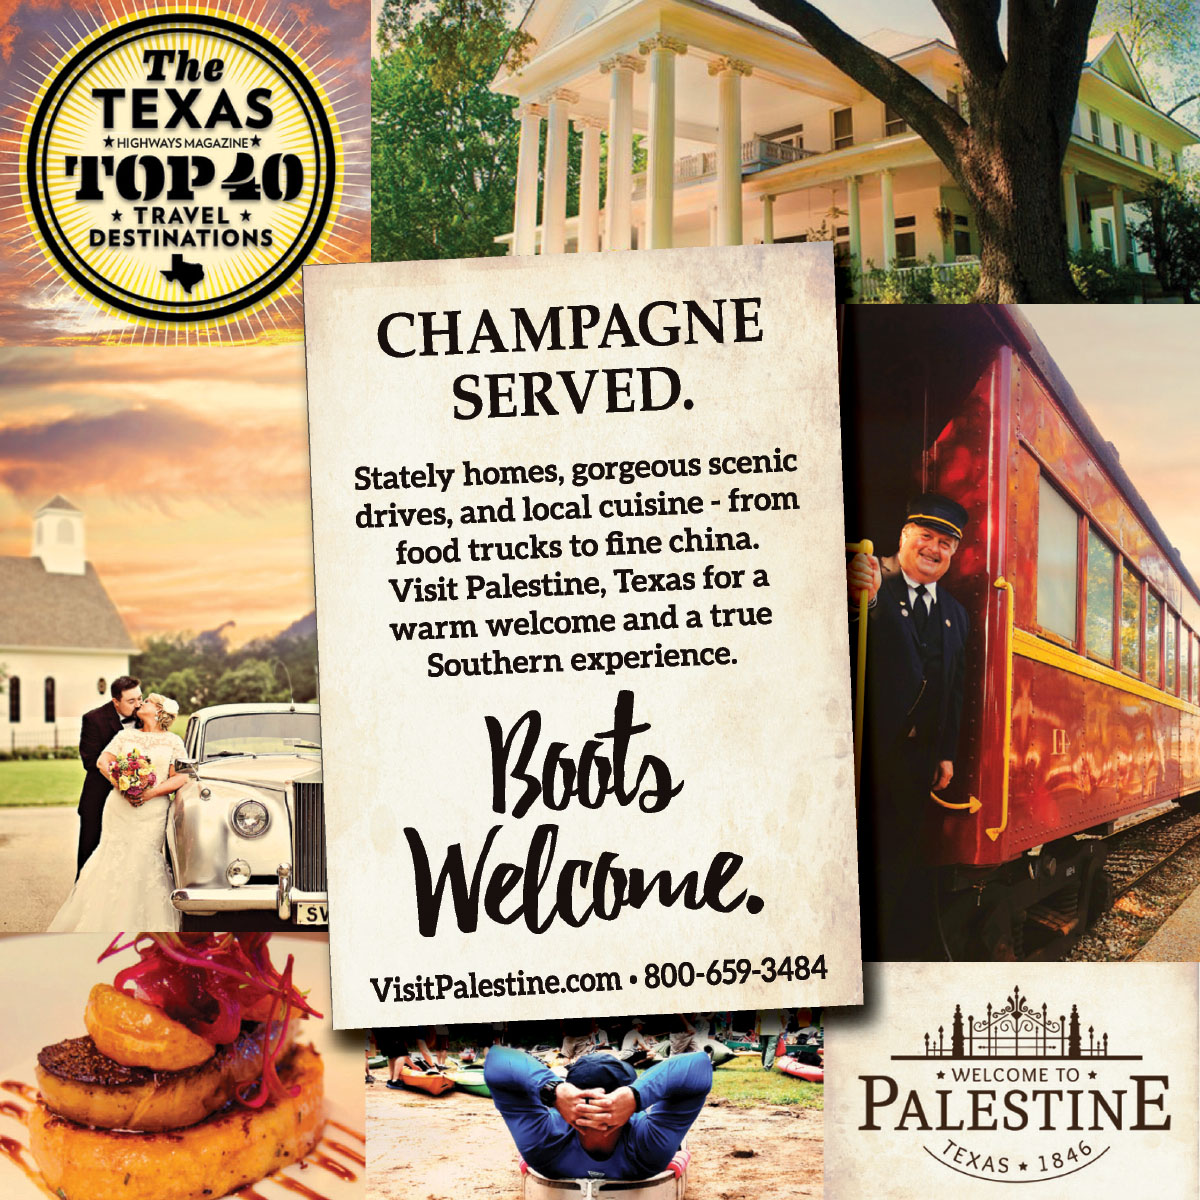 The
TEXAS
★HIGHWAYS MAGAZINE★
TOP 40
★ TRAVEL ★
DESTINATIONS
CHAMPAGNE
SERVED.
Stately homes, gorgeous scenic
drives, and local cuisine - from
food trucks to fine china.
Visit Palestine, Texas for a
warm welcome and a true
Southern experience.
Boots
Welcome.
VisitPalestine.com • 800-659-3484
SV
★ WELCOME TO ★
PALESTINE
TEXAS ★ 1846